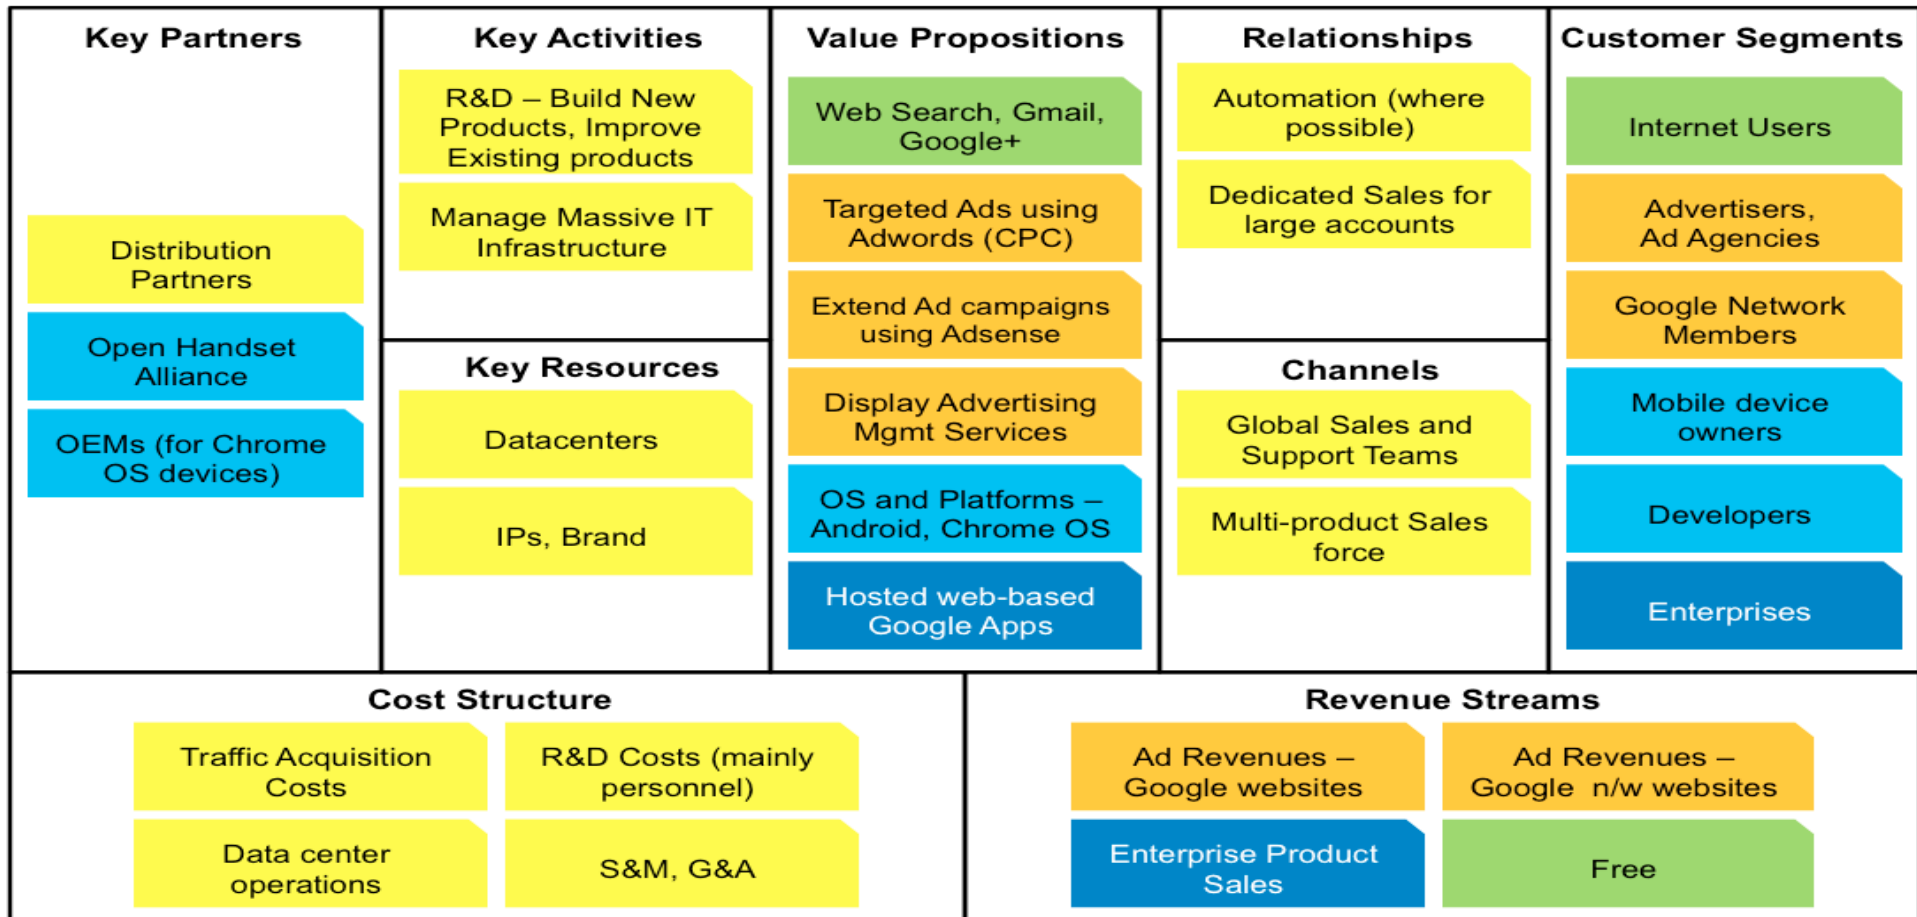 Key Partners
Distribution
Partners
Open Handset
Alliance
OEMs (for Chrome
OS devices)
Key Activities
R&D – Build New
Products, Improve
Existing products
Manage Massive IT
Infrastructure
Key Resources
Datacenters
IPs, Brand
Value Propositions
Web Search, Gmail,
Google+
Targeted Ads using
Adwords (CPC)
Extend Ad campaigns
using Adsense
Display Advertising
Mgmt Services
OS and Platforms –
Android, Chrome OS
Hosted web-based
Google Apps
Relationships
Automation (where
possible)
Dedicated Sales for
large accounts
Channels
Global Sales and
Support Teams
Multi-product Sales
force
Customer Segments
Internet Users
Advertisers,
Ad Agencies
Google Network
Members
Mobile device
owners
Developers
Enterprises
Cost Structure
Traffic Acquisition
Costs
R&D Costs (mainly
personnel)
Data center
operations
S&M, G&A
Revenue Streams
Ad Revenues –
Google websites
Ad Revenues –
Google n/w websites
Enterprise Product
Sales
Free